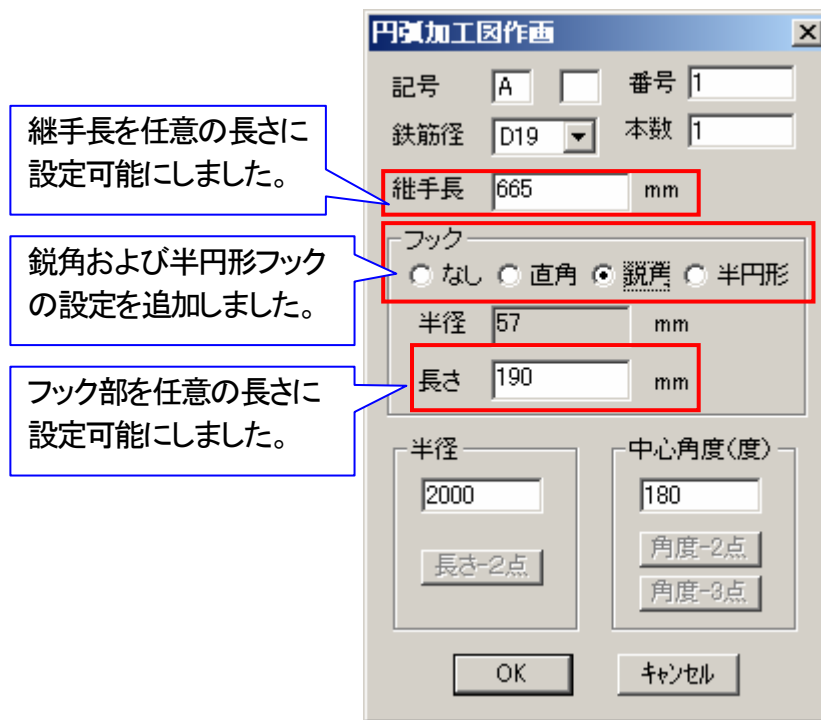 円弧加工図作画
記号 A 番号 1
鉄筋径 D19 本数 1
継手長を任意の長さに
設定可能にしました。
継手長 665 mm
フック
鋭角および半円形フック
の設定を追加しました。
なし 直角 鋭角 半円形
半径 57 mm
フック部を任意の長さに
設定可能にしました。
長さ 190 mm
半径 中心角度(度)
2000 180
長さ-2点 角度-2点
角度-3点
OK キャンセル